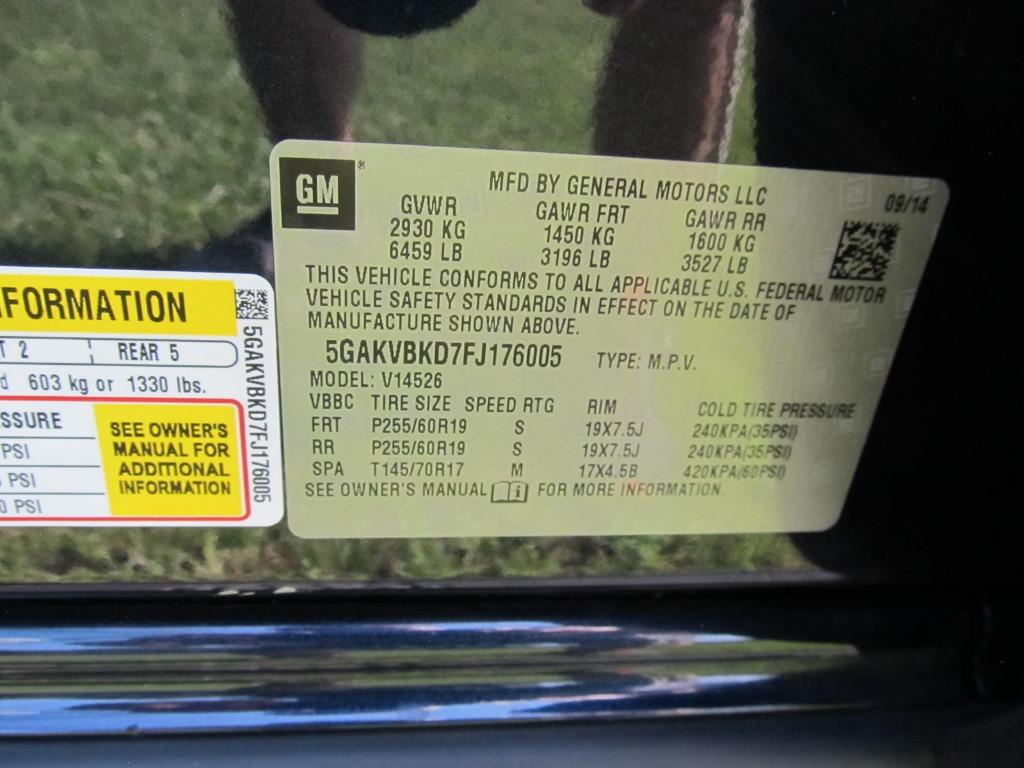 GM
MFD BY GENERAL MOTORS LLC
09/14
GVWR GAWR FRT GAWR RR
2930 KG 1450 KG 1600 KG
6459 LB 3196 LB 3527 LB
THIS VEHICLE CONFORMS TO ALL APPLICABLE U.S. FEDERAL MOTOR
VEHICLE SAFETY STANDARDS IN EFFECT ON THE DATE OF
MANUFACTURE SHOWN ABOVE.
5GAKVBKD7FJ176005 TYPE: M.P.V.
MODEL: V14526
VBBC TIRE SIZE SPEED RTG RIM COLD TIRE PRESSURE
FRT P255/60R19 S 19X7.5J 240KPA(35PSI)
RR P255/60R19 S 19X7.5J 240KPA(35PSI)
SPA T145/70R17 M 17X4.5B 420KPA(60PSI)
SEE OWNER'S MANUAL FOR MORE INFORMATION.
FORMATION
T 2 REAR 5
d 603 kg or 1330 lbs.
SSURE
PSI
PSI
0 PSI
SEE OWNER'S
MANUAL FOR
ADDITIONAL
INFORMATION
5GAKVBKD7FJ176005